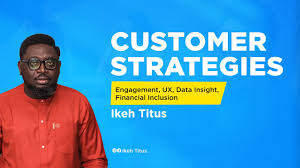 CUSTOMER
STRATEGIES
Engagement, UX, Data Insight,
Financial Inclusion
Ikeh Titus
Ikeh Titus